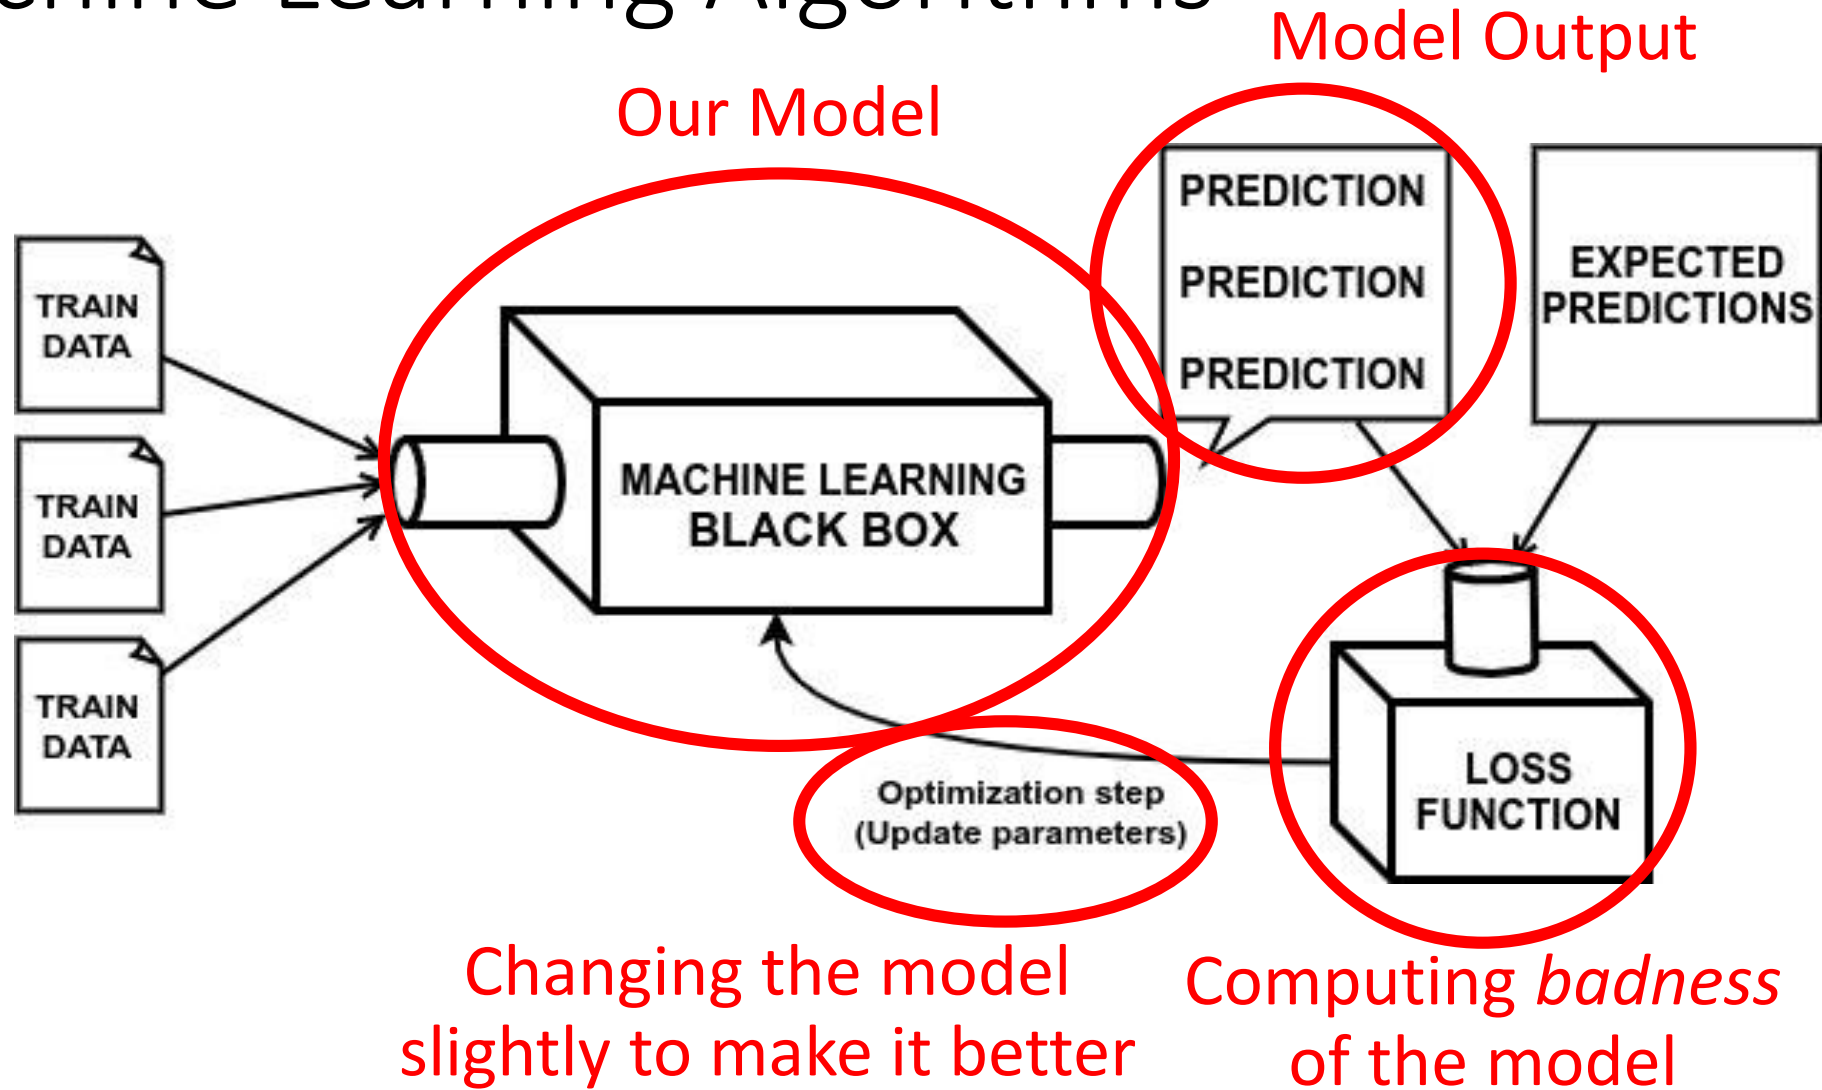 Learning Algorithms
Model Output
Our Model
PREDICTION
PREDICTION
PREDICTION
EXPECTED
PREDICTIONS
TRAIN
DATA
TRAIN
DATA
TRAIN
DATA
MACHINE LEARNING
BLACK BOX
Optimization step
(Update parameters)
LOSS
FUNCTION
Changing the model
slightly to make it better
Computing badness
of the model